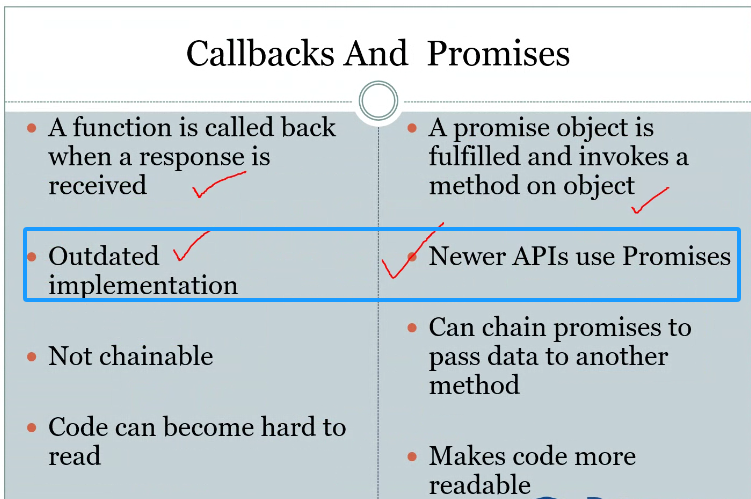 Callbacks And Promises
• A function is called back
when a response is
received
• Outdated
implementation
• Not chainable
• Code can become hard to
read
• A promise object is
fulfilled and invokes a
method on object
• Newer APIs use Promises
• Can chain promises to
pass data to another
method
• Makes code more
readable